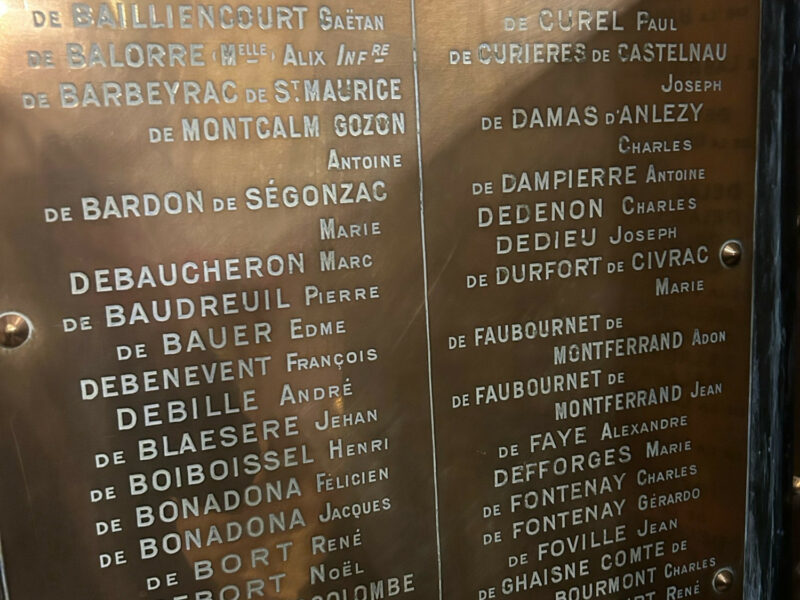 DE BAILLIENCOURT GAËTAN
DE BALORRE (MELLE) ALIX INFRE
DE BARBEYRAC DE ST MAURICE
DE MONTCALM GOZON
ANTOINE
DE BARDON DE SÉGONZAC
MARIE
DEBAUCHERON MARC
DE BAUDREUIL PIERRE
DE BAUER EDME
DEBENEVENT FRANÇOIS
DEBILLE ANDRÉ
DE BLAESERE JEHAN
DE BOIBOISSEL HENRI
DE BONADONA FÉLICIEN
DE BONADONA JACQUES
DE BORT RENÉ
DEBORT NOËL
COLOMBE
DE CUREL PAUL
DE CURIERES DE CASTELNAU
JOSEPH
DE DAMAS D'ANLEZY
CHARLES
DE DAMPIERRE ANTOINE
DEDENON CHARLES
DEDIEU JOSEPH
DE DURFORT DE CIVRAC
MARIE
DE FAUBOURNET DE
MONTFERRAND ADON
DE FAUBOURNET DE
MONTFERRAND JEAN
DE FAYE ALEXANDRE
DEFFORGES MARIE
DE FONTENAY CHARLES
DE FONTENAY GÉRARDO
DE FOVILLE JEAN
DE GHAISNE COMTE DE
BOURMONT CHARLES
RENÉ